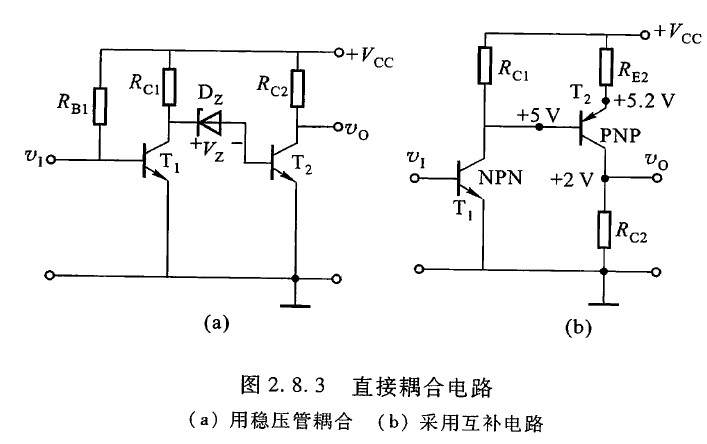 +V_CC
R_B1
R_C1
D_Z
R_C2
v_O
+V_Z −
v_I
T_1
T_2
(a)
+V_CC
R_C1
R_E2
T_2
+5.2 V
+5 V
PNP
v_I
NPN
T_1
+2 V
v_O
R_C2
(b)
图 2.8.3 直接耦合电路
(a) 用稳压管耦合 (b) 采用互补电路